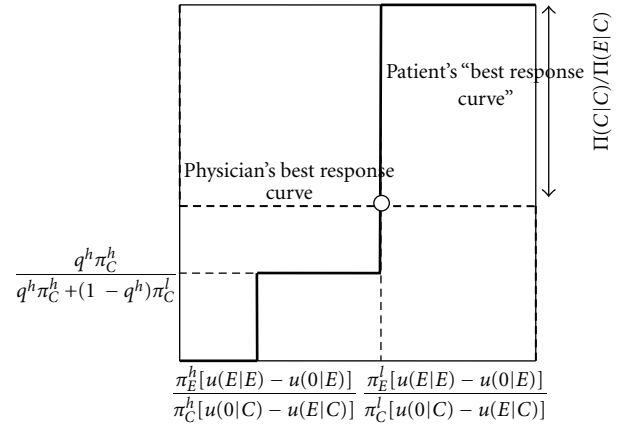 Patient's “best response
curve”
Π(C|C)/Π(E|C)
Physician's best response
curve
q^h π_C^h
q^h π_C^h +(1 − q^h)π_C^l
π_E^h[u(E|E) − u(0|E)]
π_C^h[u(0|C) − u(E|C)]
π_E^l[u(E|E) − u(0|E)]
π_C^l[u(0|C) − u(E|C)]